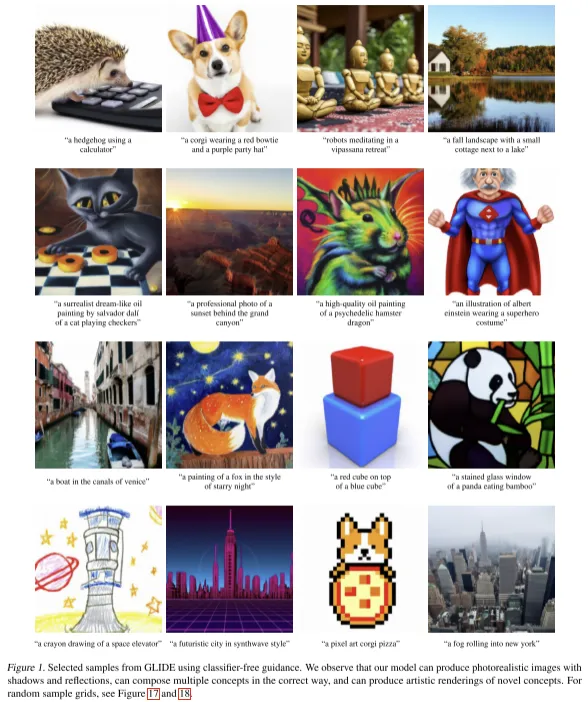 “a hedgehog using a
calculator”
“a corgi wearing a red bowtie
and a purple party hat”
“robots meditating in a
vipassana retreat”
“a fall landscape with a small
cottage next to a lake”
“a surrealist dream-like oil
painting by salvador dalí
of a cat playing checkers”
“a professional photo of a
sunset behind the grand
canyon”
“a high-quality oil painting
of a psychedelic hamster
dragon”
“an illustration of albert
einstein wearing a superhero
costume”
“a boat in the canals of venice”
“a painting of a fox in the style
of starry night”
“a red cube on top
of a blue cube”
“a stained glass window
of a panda eating bamboo”
“a crayon drawing of a space elevator”
“a futuristic city in synthwave style”
“a pixel art corgi pizza”
“a fog rolling into new york”
Figure 1. Selected samples from GLIDE using classifier-free guidance. We observe that our model can produce photorealistic images with
shadows and reflections, can compose multiple concepts in the correct way, and can produce artistic renderings of novel concepts. For
random sample grids, see Figure 17 and 18.